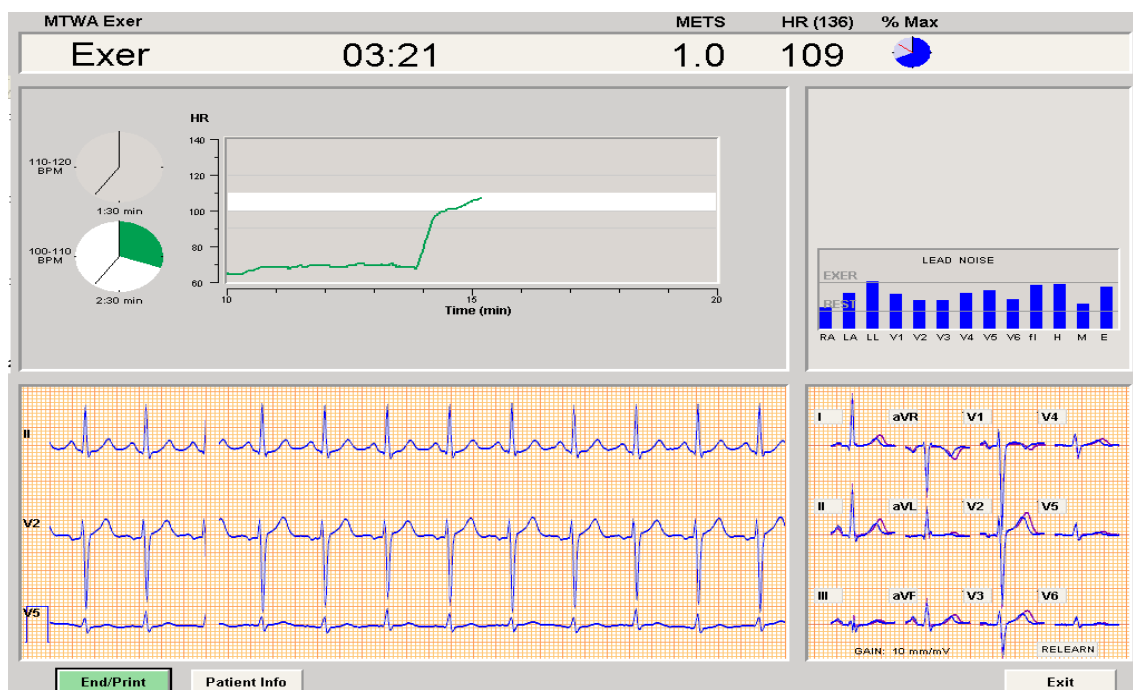 MTWA Exer METS HR (136) % Max
Exer 03:21 1.0 109
HR
140
120
100
80
60
110-120
BPM
1:30 min
100-110
BPM
2:30 min
10 15 20
Time (min)
LEAD NOISE
EXER
REST
RA LA LL V1 V2 V3 V4 V5 V6 fl H M E
II
V2
V5
I aVR V1 V4
II aVL V2 V5
III aVF V3 V6
GAIN: 10 mm/mV RELEARN
End/Print Patient Info Exit